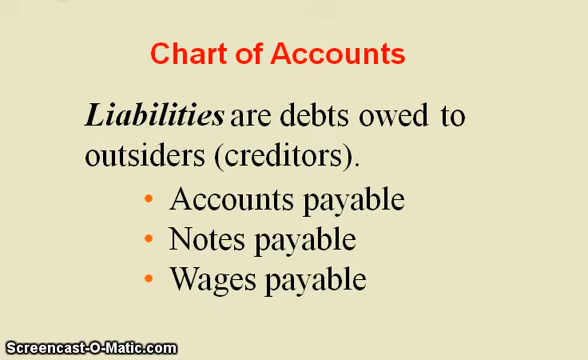 Chart of Accounts
Liabilities are debts owed to
outsiders (creditors).
• Accounts payable
• Notes payable
• Wages payable
Screencast-O-Matic.com